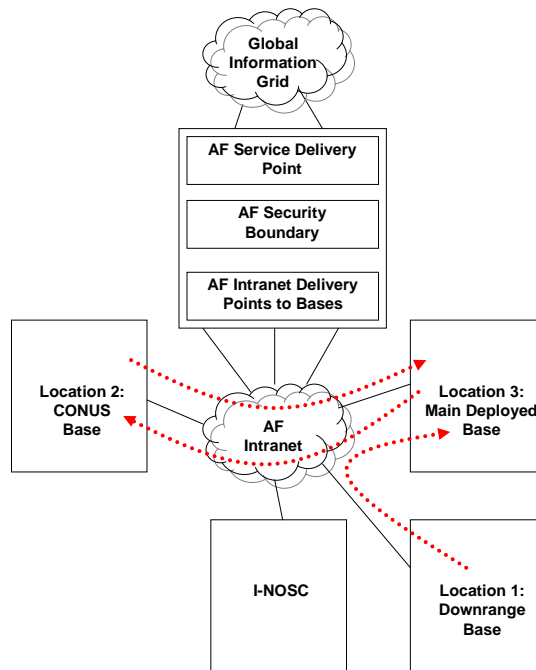 Global
Information
Grid
AF Service Delivery
Point
AF Security
Boundary
AF Intranet Delivery
Points to Bases
Location 2:
CONUS
Base
AF
Intranet
Location 3:
Main Deployed
Base
I-NOSC
Location 1:
Downrange
Base